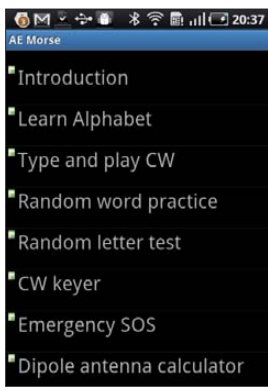 20:37
AE Morse
Introduction
Learn Alphabet
Type and play CW
Random word practice
Random letter test
CW keyer
Emergency SOS
Dipole antenna calculator